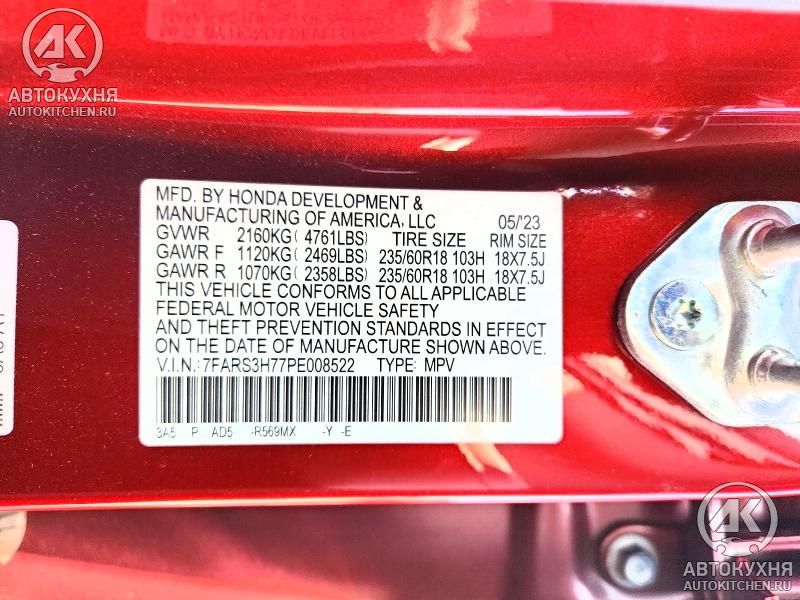 АК
АВТОКУХНЯ
AUTOKITCHEN.RU
MFD. BY HONDA DEVELOPMENT &
MANUFACTURING OF AMERICA, LLC 05/'23
GVWR 2160KG( 4761LBS) TIRE SIZE RIM SIZE
GAWR F 1120KG( 2469LBS) 235/60R18 103H 18X7.5J
GAWR R 1070KG( 2358LBS) 235/60R18 103H 18X7.5J
THIS VEHICLE CONFORMS TO ALL APPLICABLE
FEDERAL MOTOR VEHICLE SAFETY
AND THEFT PREVENTION STANDARDS IN EFFECT
ON THE DATE OF MANUFACTURE SHOWN ABOVE.
V.I.N.:7FARS3H77PE008522 TYPE: MPV
3A5 P AD5 -R569MX -Y -E
АК
АВТОКУХНЯ
AUTOKITCHEN.RU